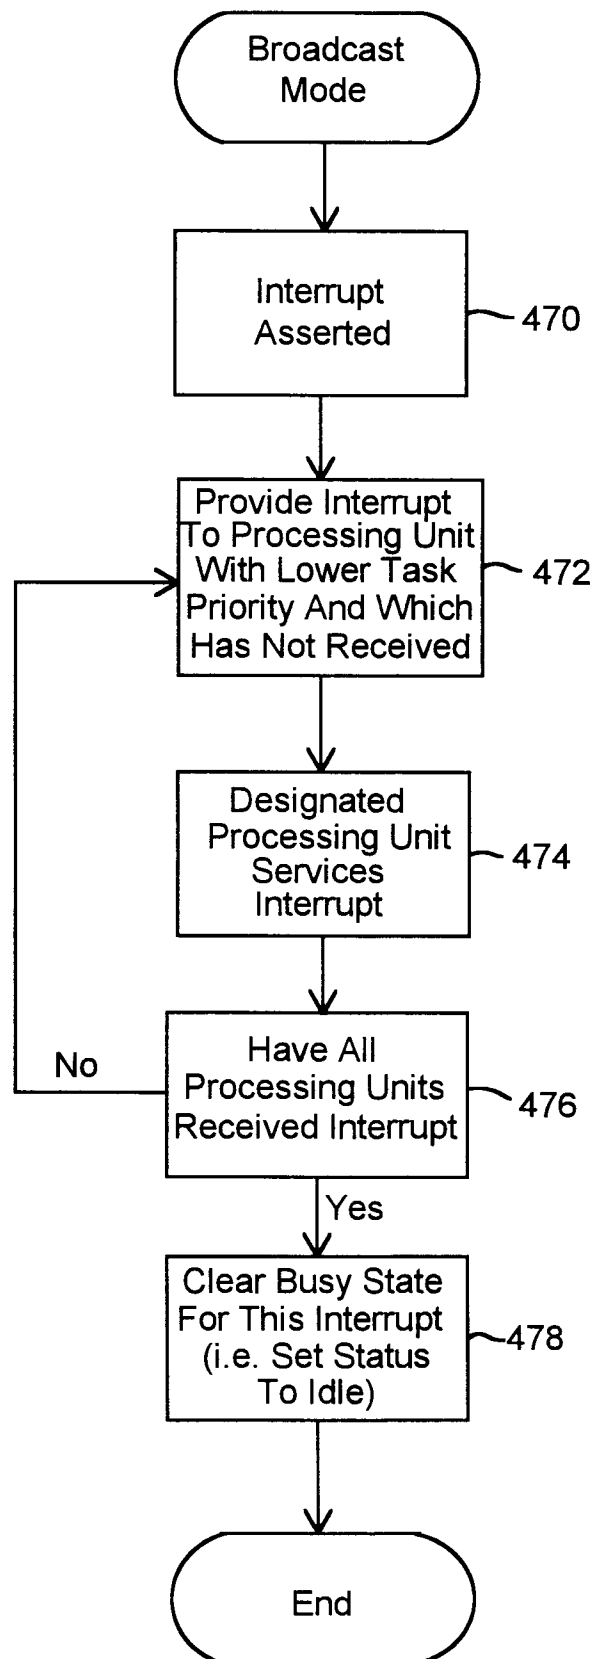 Broadcast
Mode
Interrupt
Asserted
470
Provide Interrupt
To Processing Unit
With Lower Task
Priority And Which
Has Not Received
472
Designated
Processing Unit
Services
Interrupt
474
Have All
Processing Units
Received Interrupt
476
No
Yes
Clear Busy State
For This Interrupt
(i.e. Set Status
To Idle)
478
End